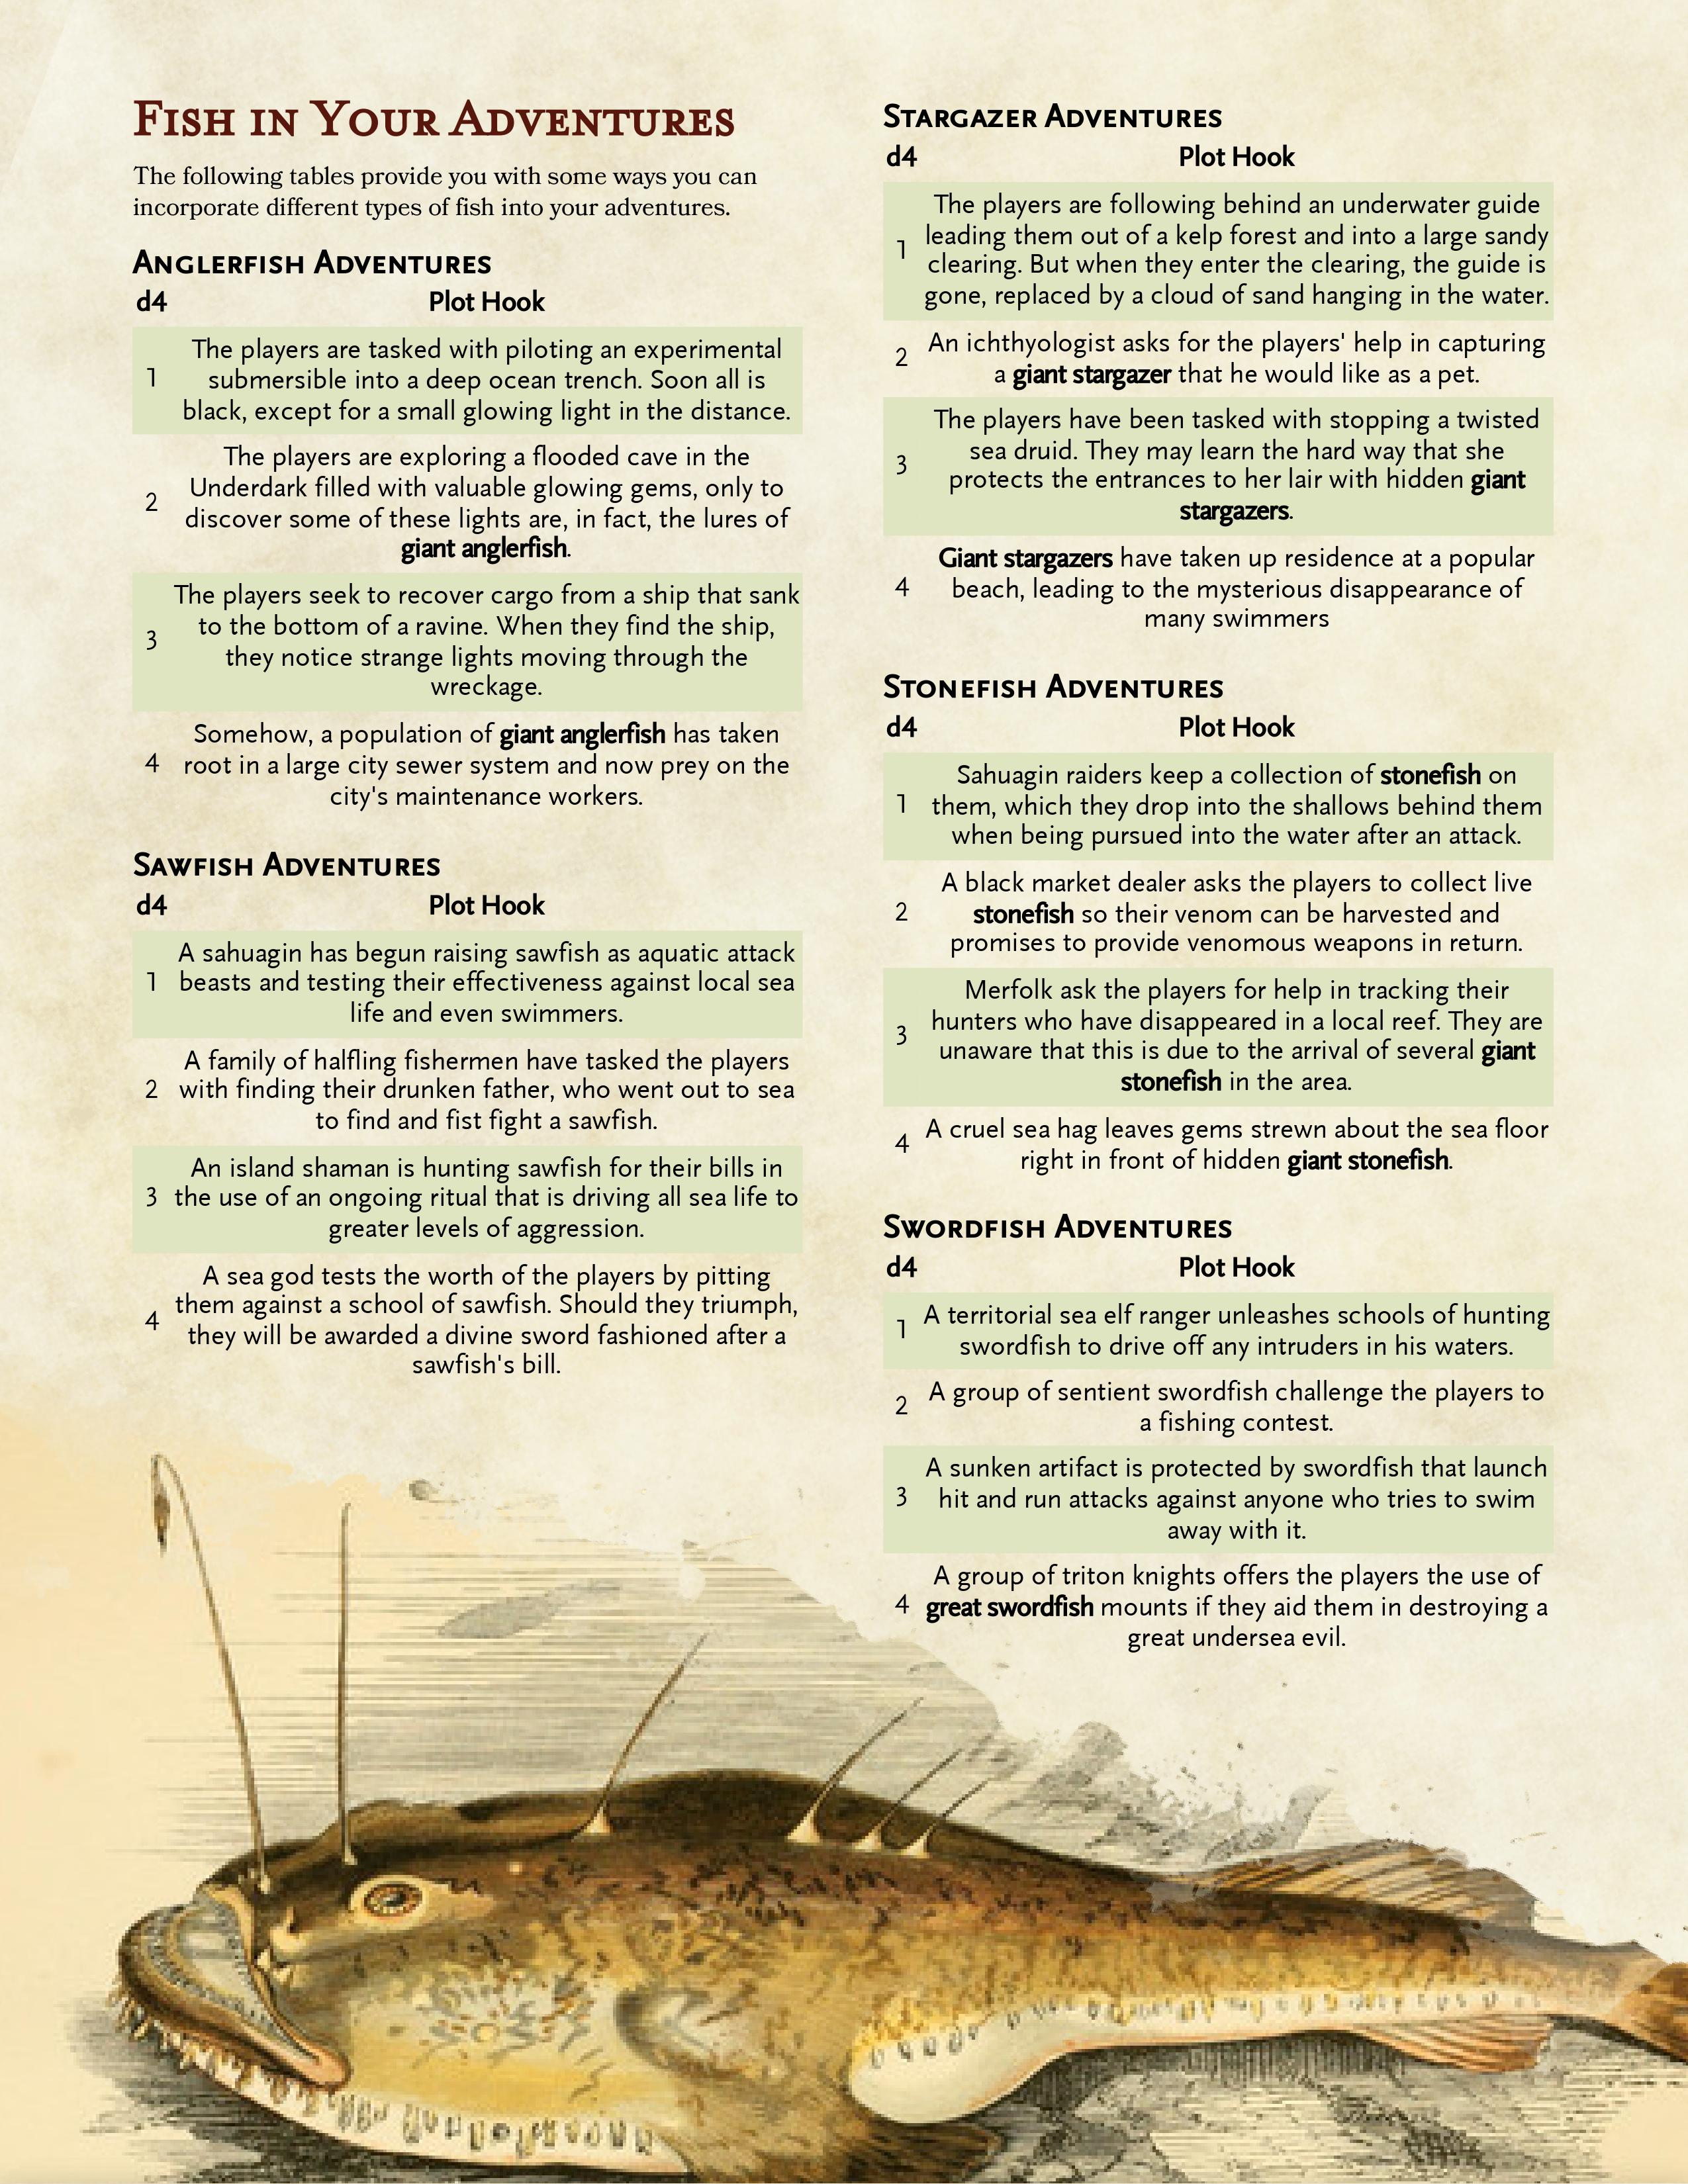 Fish in Your Adventures
The following tables provide you with some ways you can
incorporate different types of fish into your adventures.
Anglerfish Adventures
d4 Plot Hook
The players are tasked with piloting an experimental
1 submersible into a deep ocean trench. Soon all is
black, except for a small glowing light in the distance.
The players are exploring a flooded cave in the
Underdark filled with valuable glowing gems, only to
2 discover some of these lights are, in fact, the lures of
giant anglerfish.
The players seek to recover cargo from a ship that sank
to the bottom of a ravine. When they find the ship,
3 they notice strange lights moving through the
wreckage.
Somehow, a population of giant anglerfish has taken
4 root in a large city sewer system and now prey on the
city's maintenance workers.
Sawfish Adventures
d4 Plot Hook
A sahuagin has begun raising sawfish as aquatic attack
1 beasts and testing their effectiveness against local sea
life and even swimmers.
A family of halfling fishermen have tasked the players
2 with finding their drunken father, who went out to sea
to find and fist fight a sawfish.
An island shaman is hunting sawfish for their bills in
3 the use of an ongoing ritual that is driving all sea life to
greater levels of aggression.
A sea god tests the worth of the players by pitting
them against a school of sawfish. Should they triumph,
4 they will be awarded a divine sword fashioned after a
sawfish's bill.
Stargazer Adventures
d4 Plot Hook
The players are following behind an underwater guide
1 leading them out of a kelp forest and into a large sandy
clearing. But when they enter the clearing, the guide is
gone, replaced by a cloud of sand hanging in the water.
2 An ichthyologist asks for the players' help in capturing
a giant stargazer that he would like as a pet.
The players have been tasked with stopping a twisted
3 sea druid. They may learn the hard way that she
protects the entrances to her lair with hidden giant
stargazers.
Giant stargazers have taken up residence at a popular
4 beach, leading to the mysterious disappearance of
many swimmers
Stonefish Adventures
d4 Plot Hook
Sahuagin raiders keep a collection of stonefish on
1 them, which they drop into the shallows behind them
when being pursued into the water after an attack.
A black market dealer asks the players to collect live
2 stonefish so their venom can be harvested and
promises to provide venomous weapons in return.
Merfolk ask the players for help in tracking their
3 hunters who have disappeared in a local reef. They are
unaware that this is due to the arrival of several giant
stonefish in the area.
4 A cruel sea hag leaves gems strewn about the sea floor
right in front of hidden giant stonefish.
Swordfish Adventures
d4 Plot Hook
1 A territorial sea elf ranger unleashes schools of hunting
swordfish to drive off any intruders in his waters.
2 A group of sentient swordfish challenge the players to
a fishing contest.
A sunken artifact is protected by swordfish that launch
3 hit and run attacks against anyone who tries to swim
away with it.
A group of triton knights offers the players the use of
4 great swordfish mounts if they aid them in destroying a
great undersea evil.